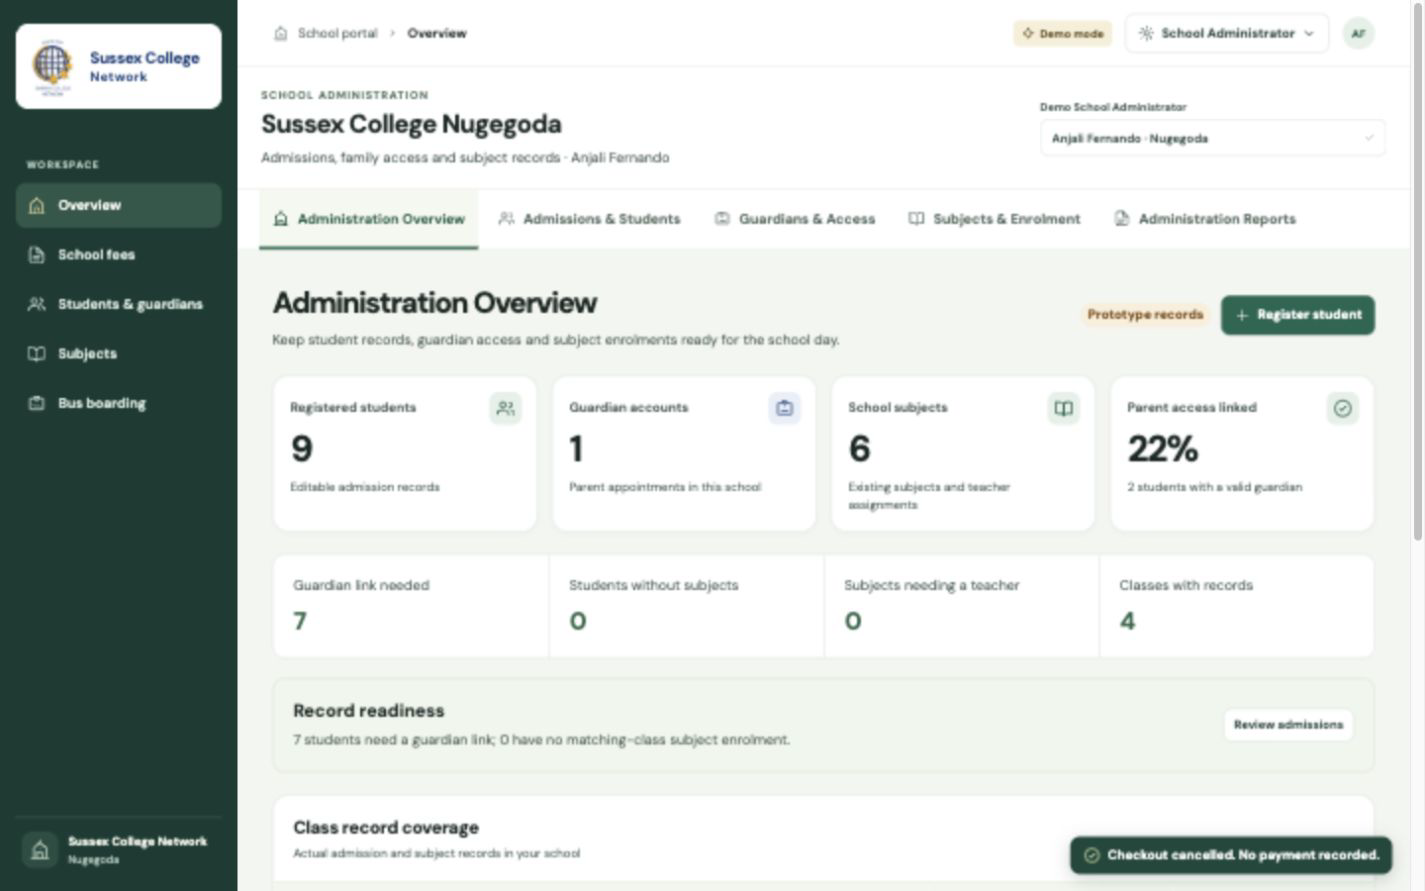 Sussex College
Network
WORKSPACE
Overview
School fees
Students & guardians
Subjects
Bus boarding
Sussex College Network
Nugegoda
School portal > Overview
Demo mode
School Administrator
AF
SCHOOL ADMINISTRATION
Sussex College Nugegoda
Admissions, family access and subject records · Anjali Fernando
Demo School Administrator
Anjali Fernando · Nugegoda
Administration Overview
Admissions & Students
Guardians & Access
Subjects & Enrolment
Administration Reports
Administration Overview
Keep student records, guardian access and subject enrolments ready for the school day.
Prototype records
+ Register student
Registered students
9
Editable admission records
Guardian accounts
1
Parent appointments in this school
School subjects
6
Existing subjects and teacher
assignments
Parent access linked
22%
2 students with a valid guardian
Guardian link needed
7
Students without subjects
0
Subjects needing a teacher
0
Classes with records
4
Record readiness
7 students need a guardian link; 0 have no matching-class subject enrolment.
Review admissions
Class record coverage
Actual admission and subject records in your school
Checkout cancelled. No payment recorded.